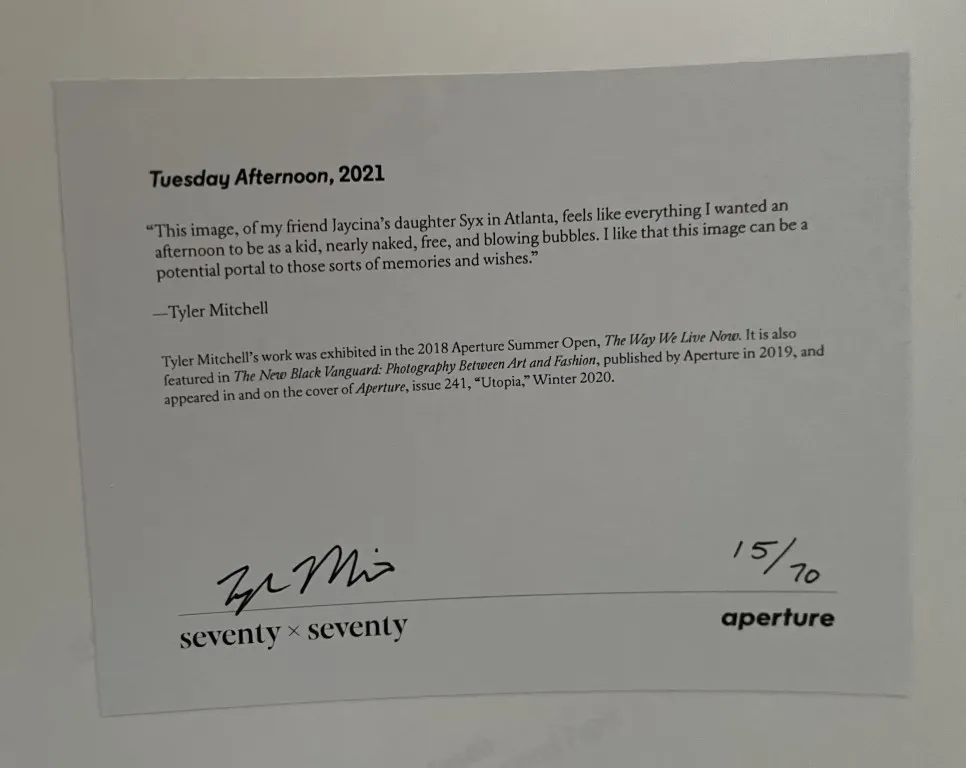 Tuesday Afternoon, 2021
“This image, of my friend Jaycina’s daughter Syx in Atlanta, feels like everything I wanted an
afternoon to be as a kid, nearly naked, free, and blowing bubbles. I like that this image can be a
potential portal to those sorts of memories and wishes.”
—Tyler Mitchell
Tyler Mitchell’s work was exhibited in the 2018 Aperture Summer Open, The Way We Live Now. It is also
featured in The New Black Vanguard: Photography Between Art and Fashion, published by Aperture in 2019, and
appeared in and on the cover of Aperture, issue 241, “Utopia,” Winter 2020.
15/70
seventy × seventy
aperture